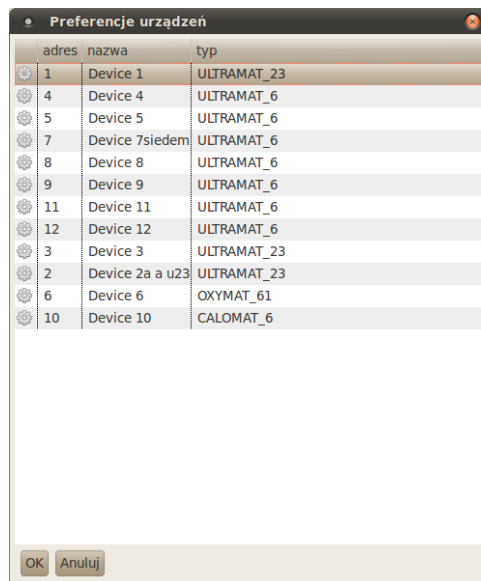 Preferencje urządzeń
adres nazwa typ
1 Device 1 ULTRAMAT_23
4 Device 4 ULTRAMAT_6
5 Device 5 ULTRAMAT_6
7 Device 7siedem ULTRAMAT_6
8 Device 8 ULTRAMAT_6
9 Device 9 ULTRAMAT_6
11 Device 11 ULTRAMAT_6
12 Device 12 ULTRAMAT_6
3 Device 3 ULTRAMAT_23
2 Device 2a a u23 ULTRAMAT_23
6 Device 6 OXYMAT_61
10 Device 10 CALOMAT_6
OK Anuluj